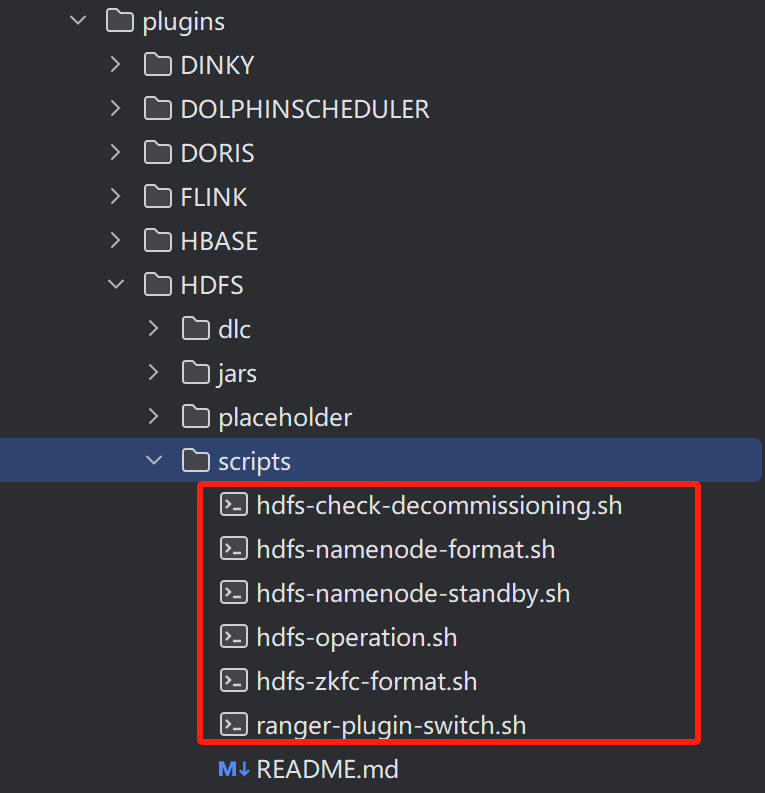 plugins
DINKY
DOLPHINSCHEDULER
DORIS
FLINK
HBASE
HDFS
dlc
jars
placeholder
scripts
hdfs-check-decommissioning.sh
hdfs-namenode-format.sh
hdfs-namenode-standby.sh
hdfs-operation.sh
hdfs-zkfc-format.sh
ranger-plugin-switch.sh
M↓ README.md